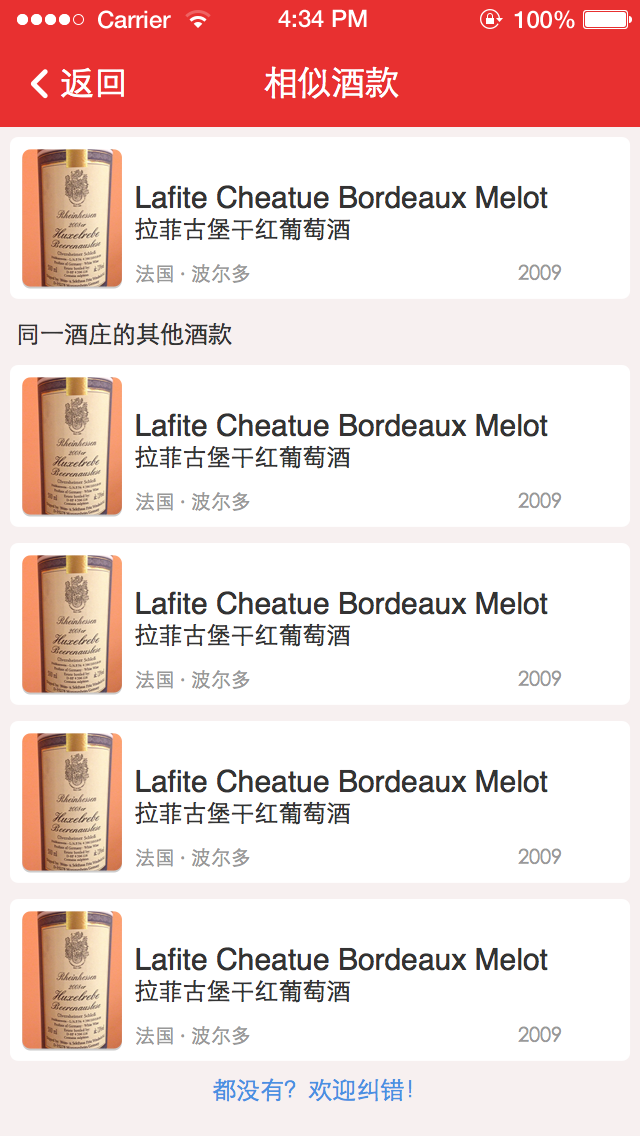 Carrier 4:34 PM 100%
返回 相似酒款
Rheinhessen
Huxelrebe
Beerenauslese
Lafite Cheatue Bordeaux Melot
拉菲古堡干红葡萄酒
法国·波尔多 2009
同一酒庄的其他酒款
Rheinhessen
Huxelrebe
Beerenauslese
Lafite Cheatue Bordeaux Melot
拉菲古堡干红葡萄酒
法国·波尔多 2009
Rheinhessen
Huxelrebe
Beerenauslese
Lafite Cheatue Bordeaux Melot
拉菲古堡干红葡萄酒
法国·波尔多 2009
Rheinhessen
Huxelrebe
Beerenauslese
Lafite Cheatue Bordeaux Melot
拉菲古堡干红葡萄酒
法国·波尔多 2009
Rheinhessen
Huxelrebe
Beerenauslese
Lafite Cheatue Bordeaux Melot
拉菲古堡干红葡萄酒
法国·波尔多 2009
都没有？欢迎纠错！